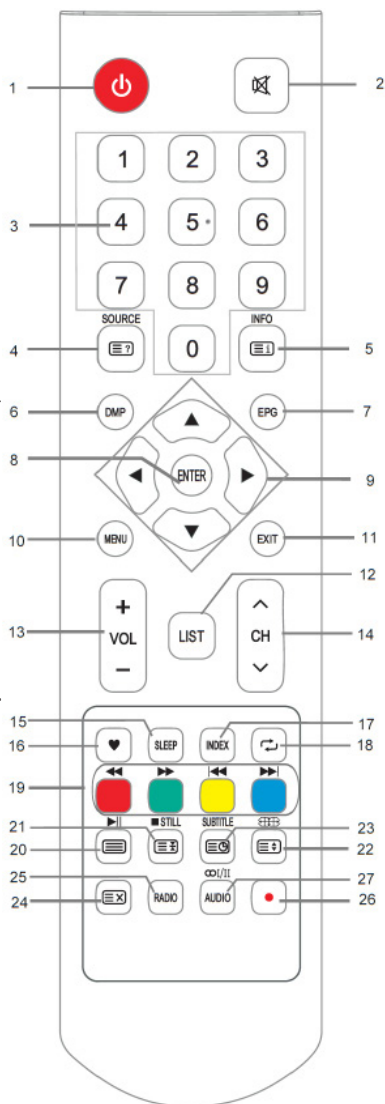 1
2
1 2 3
3
4 5 6
7 8 9
SOURCE INFO
4
? 0 i
5
6
DMP EPG
7
8
ENTER
9
10
MENU EXIT
11
12
+
13
VOL LIST CH
14
−
15
17
16
SLEEP INDEX
18
19
21
STILL SUBTITLE
23
20
22
25
I/II
27
24
X RADIO AUDIO
26